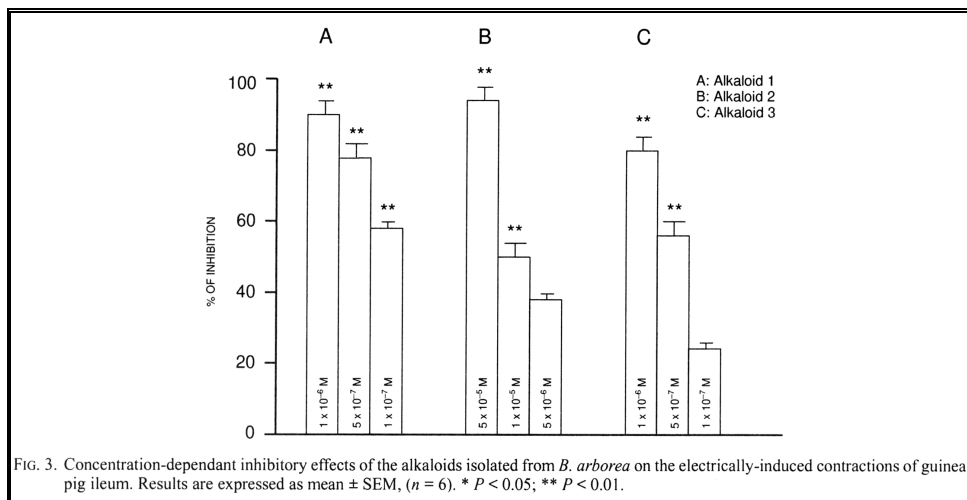 A B C
A: Alkaloid 1
B: Alkaloid 2
C: Alkaloid 3
% OF INHIBITION
100
80
60
40
20
0
** ** **
** **
** **
1 x 10⁻⁶ M
5 x 10⁻⁷ M
1 x 10⁻⁷ M
5 x 10⁻⁵ M
1 x 10⁻⁵ M
5 x 10⁻⁶ M
1 x 10⁻⁶ M
5 x 10⁻⁷ M
1 x 10⁻⁷ M
FIG. 3. Concentration-dependant inhibitory effects of the alkaloids isolated from B. arborea on the electrically-induced contractions of guinea
pig ileum. Results are expressed as mean ± SEM, (n = 6). * P < 0.05; ** P < 0.01.